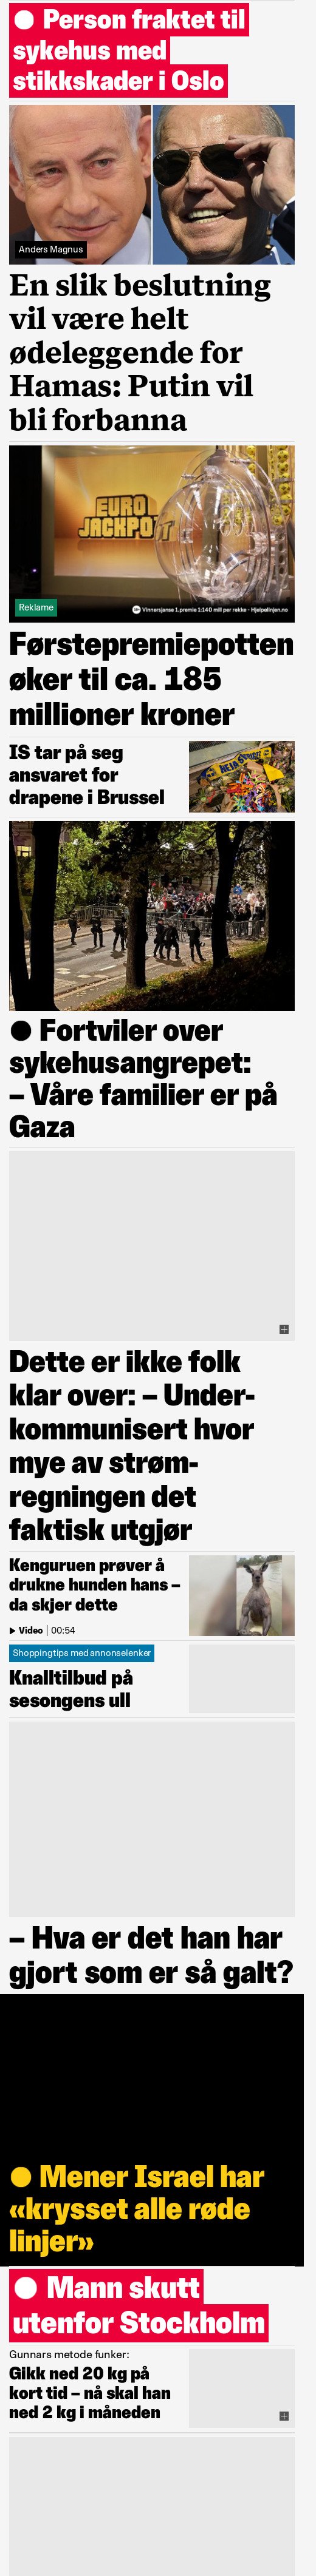 Person fraktet til
sykehus med
stikkskader i Oslo
Anders Magnus
En slik beslutning
vil være helt
ødeleggende for
Hamas: Putin vil
bli forbanna
EURO
JACKPOT
Reklame
Vinnersjanse 1.premie 1:140 mill per rekke - Hjelpelinjen.no
Førstepremiepotten
øker til ca. 185
millioner kroner
IS tar på seg
ansvaret for
drapene i Brussel
Fortviler over
sykehusangrepet:
– Våre familier er på
Gaza
Dette er ikke folk
klar over: – Under-
kommunisert hvor
mye av strøm-
regningen det
faktisk utgjør
Kenguruen prøver å
drukne hunden hans –
da skjer dette
Video | 00:54
Shoppingtips med annonselenker
Knalltilbud på
sesongens ull
– Hva er det han har
gjort som er så galt?
Mener Israel har
«krysset alle røde
linjer»
Mann skutt
utenfor Stockholm
Gunnars metode funker:
Gikk ned 20 kg på
kort tid – nå skal han
ned 2 kg i måneden